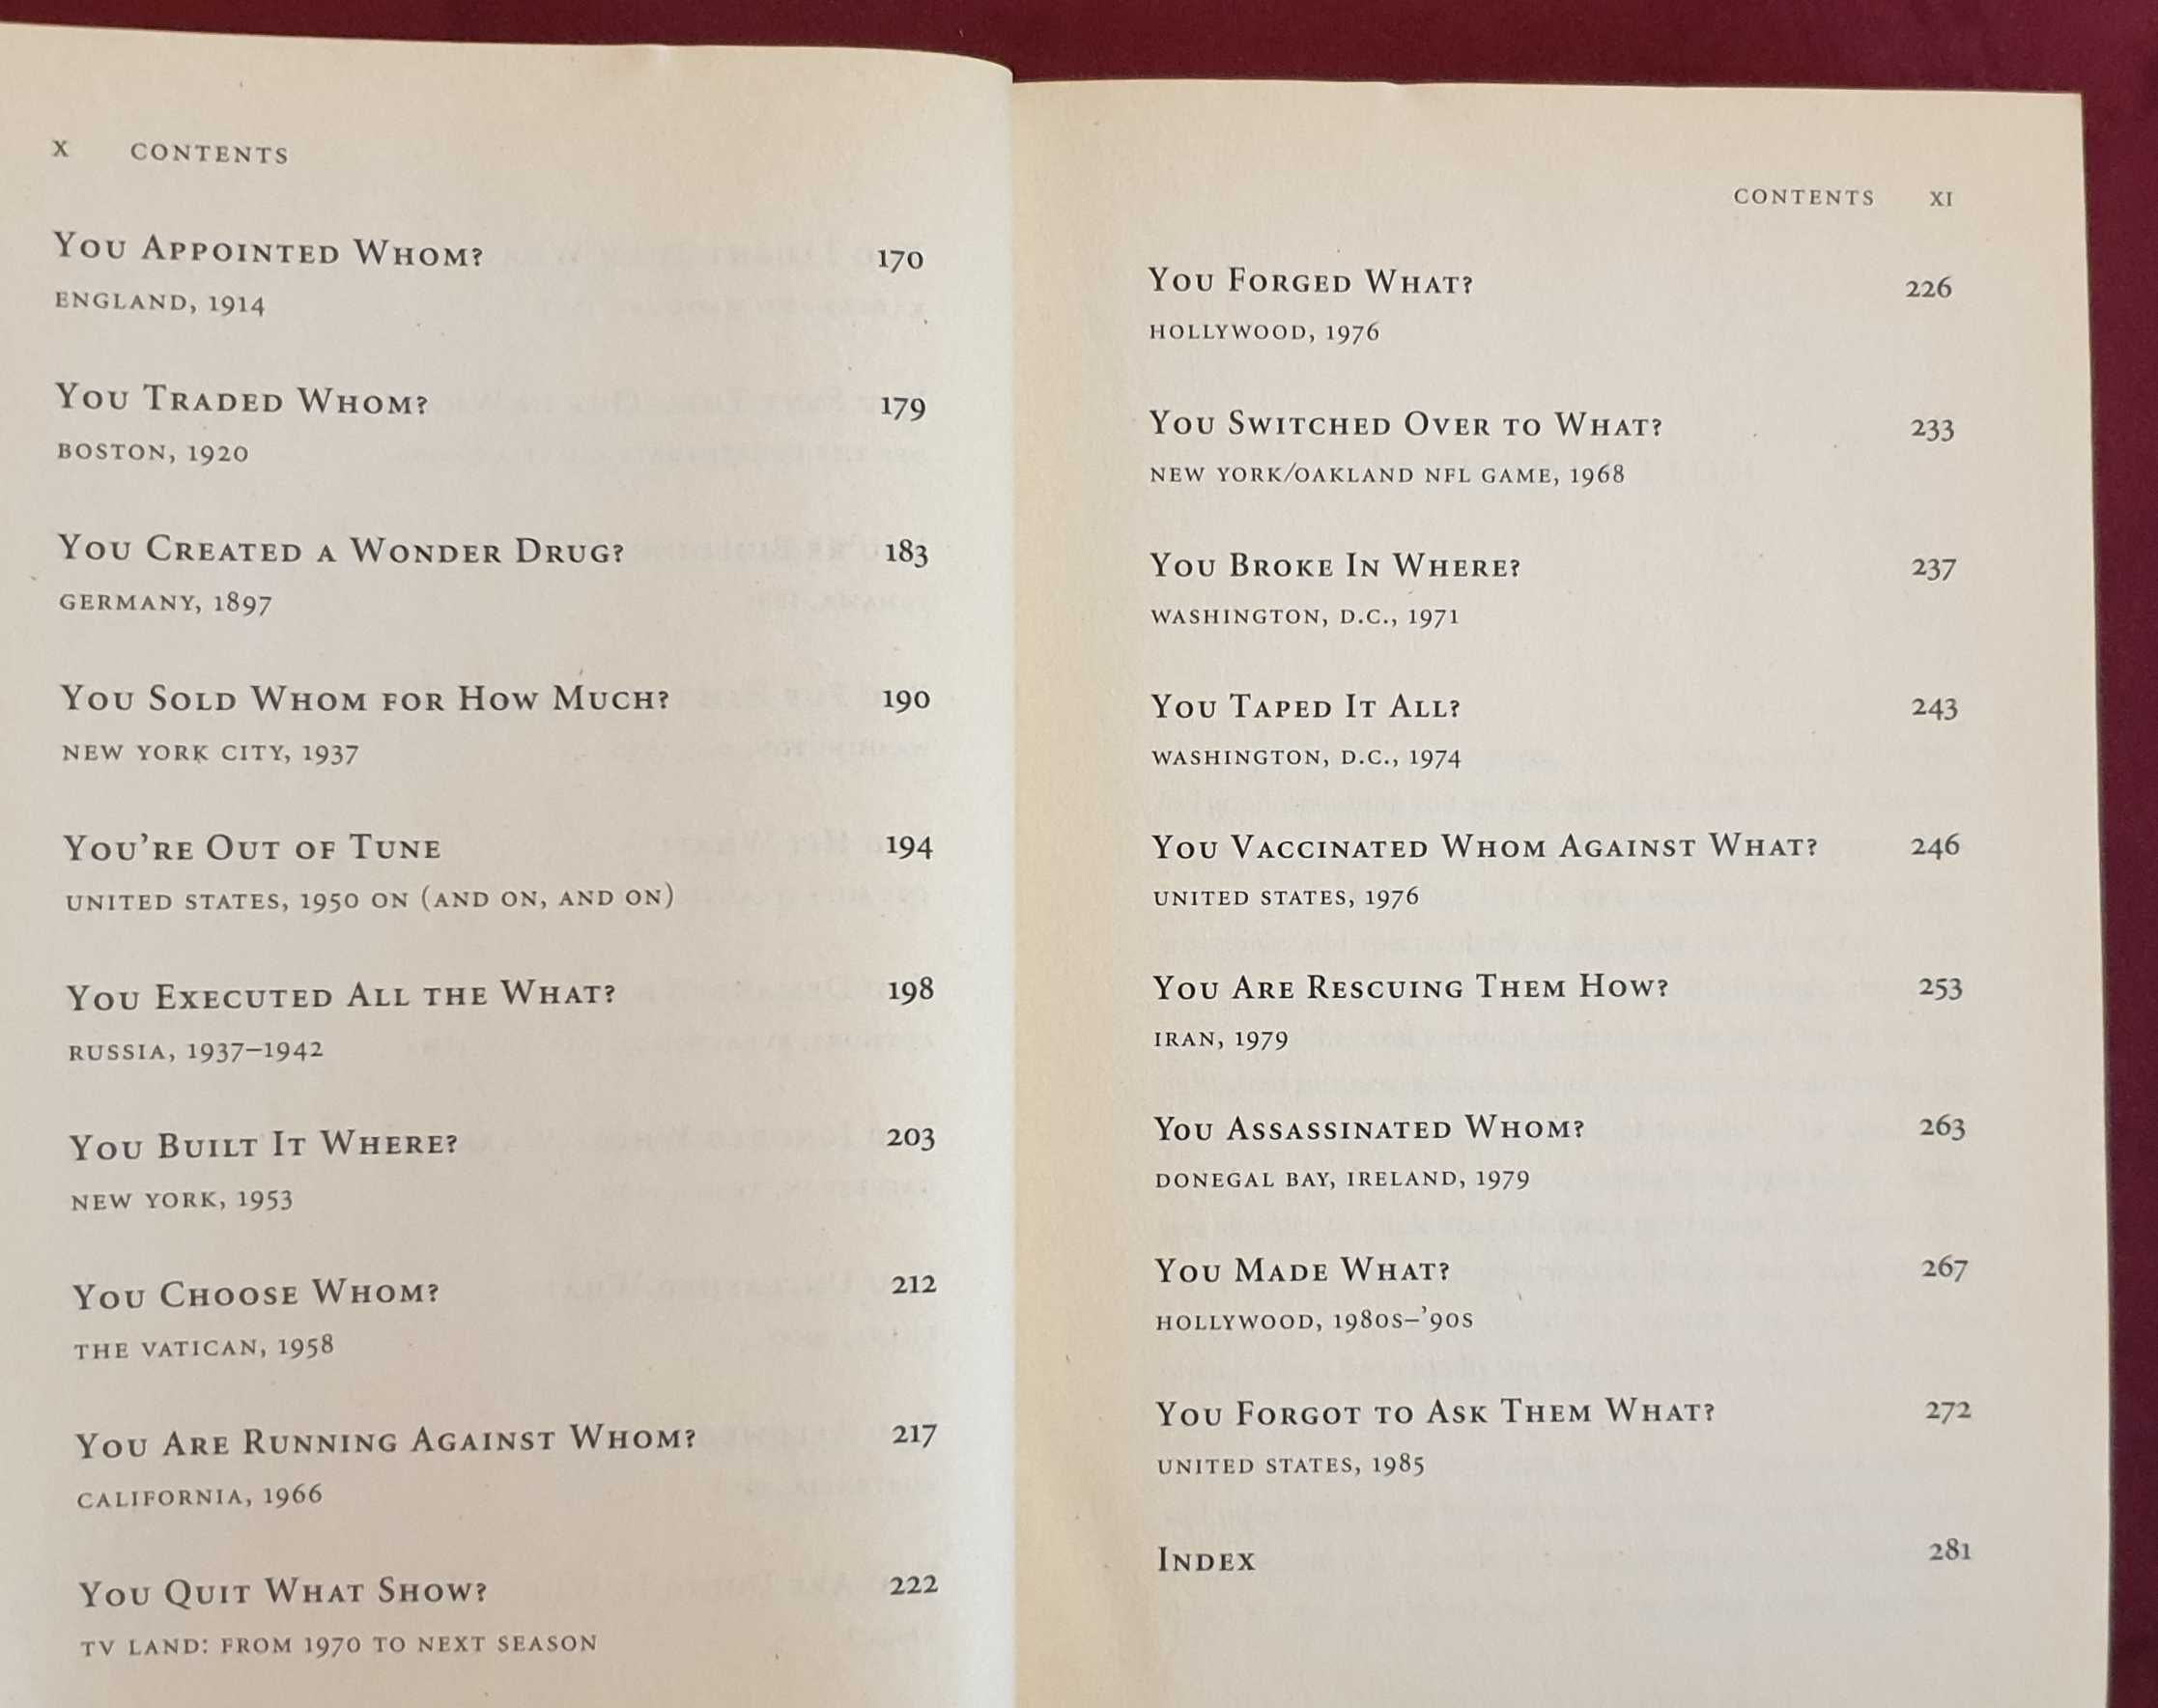 X CONTENTS
YOU APPOINTED WHOM? 170
ENGLAND, 1914
YOU TRADED WHOM? 179
BOSTON, 1920
YOU CREATED A WONDER DRUG? 183
GERMANY, 1897
YOU SOLD WHOM FOR HOW MUCH? 190
NEW YORK CITY, 1937
YOU'RE OUT OF TUNE 194
UNITED STATES, 1950 ON (AND ON, AND ON)
YOU EXECUTED ALL THE WHAT? 198
RUSSIA, 1937–1942
YOU BUILT IT WHERE? 203
NEW YORK, 1953
YOU CHOOSE WHOM? 212
THE VATICAN, 1958
YOU ARE RUNNING AGAINST WHOM? 217
CALIFORNIA, 1966
YOU QUIT WHAT SHOW? 222
TV LAND: FROM 1970 TO NEXT SEASON
CONTENTS XI
YOU FORGED WHAT? 226
HOLLYWOOD, 1976
YOU SWITCHED OVER TO WHAT? 233
NEW YORK/OAKLAND NFL GAME, 1968
YOU BROKE IN WHERE? 237
WASHINGTON, D.C., 1971
YOU TAPED IT ALL? 243
WASHINGTON, D.C., 1974
YOU VACCINATED WHOM AGAINST WHAT? 246
UNITED STATES, 1976
YOU ARE RESCUING THEM HOW? 253
IRAN, 1979
YOU ASSASSINATED WHOM? 263
DONEGAL BAY, IRELAND, 1979
YOU MADE WHAT? 267
HOLLYWOOD, 1980S–'90S
YOU FORGOT TO ASK THEM WHAT? 272
UNITED STATES, 1985
INDEX 281